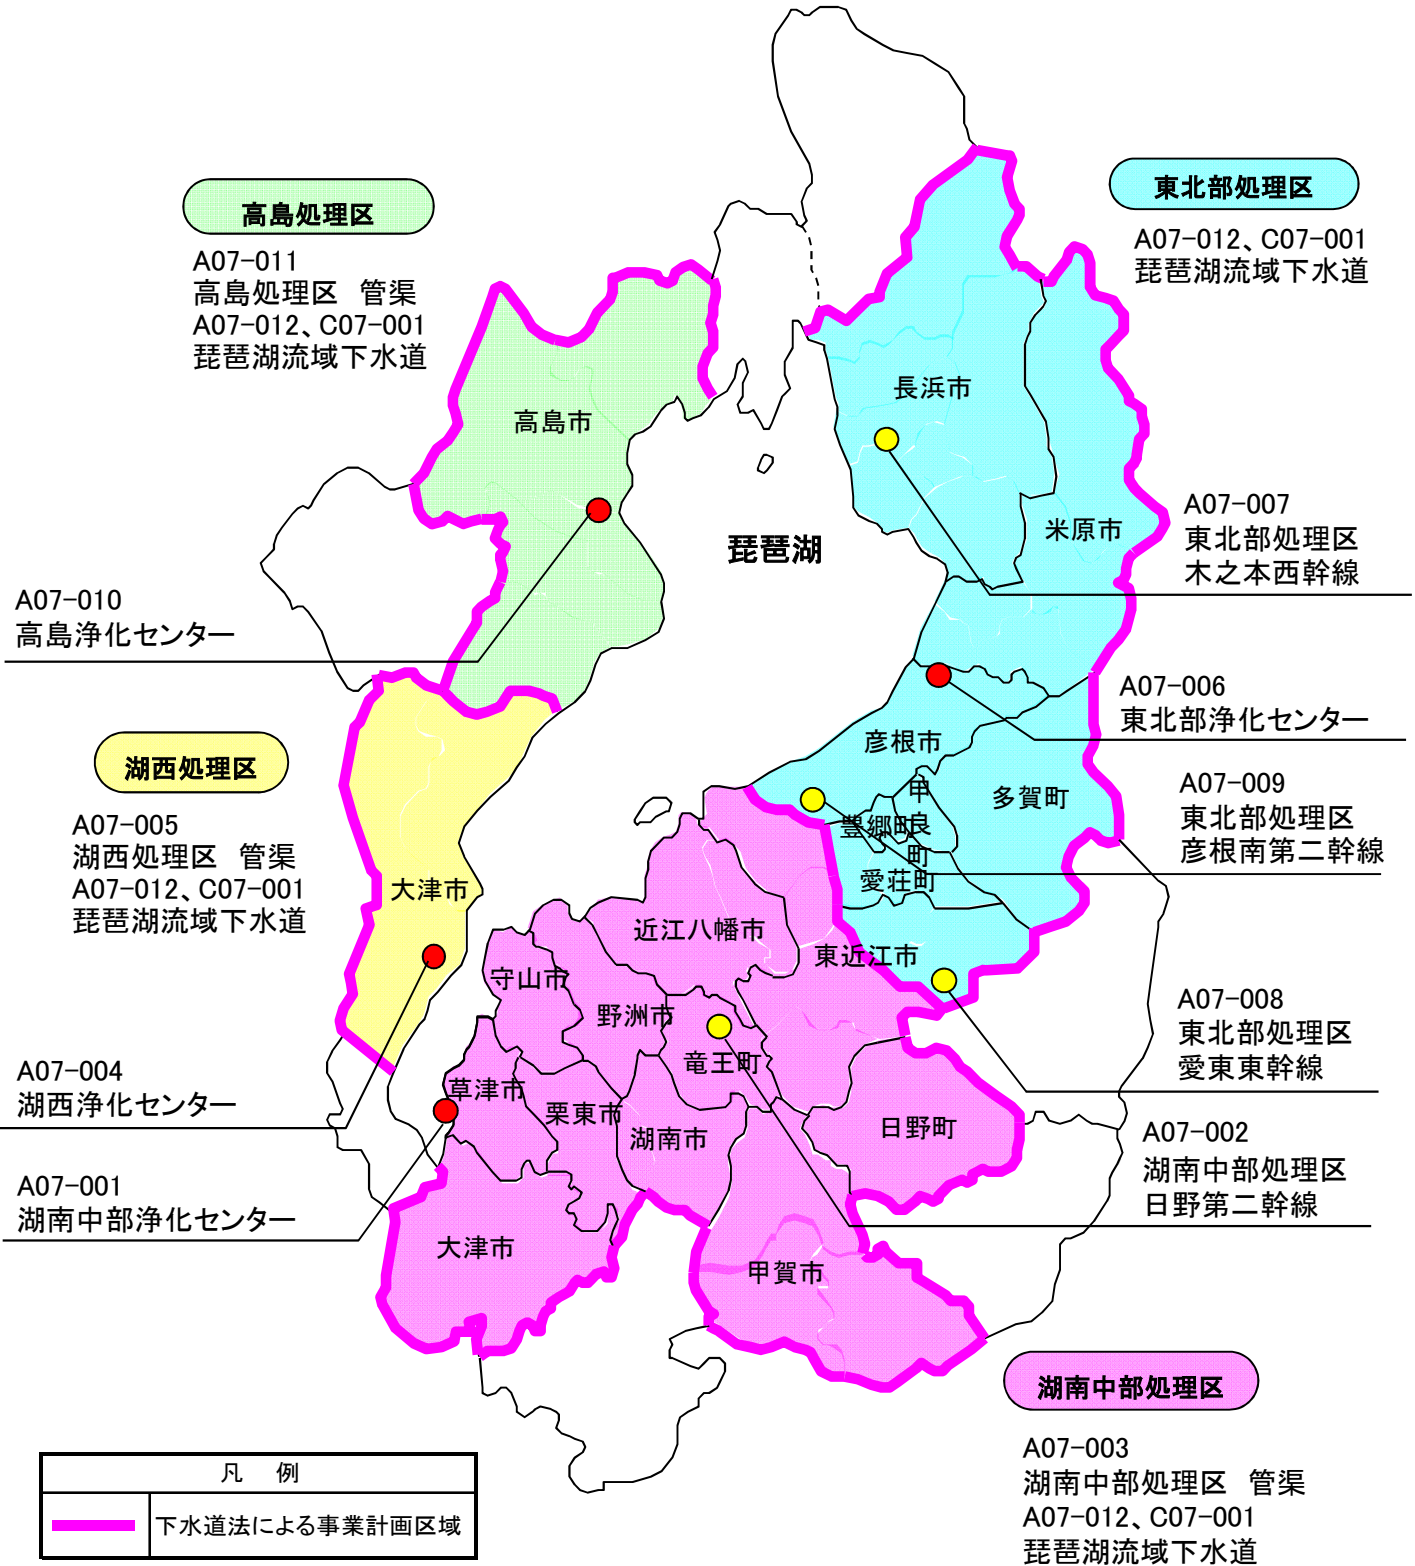 東北部処理区
A07-012、C07-001
琵琶湖流域下水道
高島処理区
A07-011
高島処理区　管渠
A07-012、C07-001
琵琶湖流域下水道
長浜市
高島市
A07-007
東北部処理区
木之本西幹線
米原市
琵琶湖
A07-010
高島浄化センター
A07-006
東北部浄化センター
彦根市
湖西処理区
A07-005
湖西処理区　管渠
A07-012、C07-001
琵琶湖流域下水道
A07-009
東北部処理区
彦根南第二幹線
多賀町
甲良町
豊郷町
愛荘町
大津市
近江八幡市
東近江市
守山市
野洲市
A07-008
東北部処理区
愛東東幹線
竜王町
A07-004
湖西浄化センター
草津市
栗東市
湖南市
日野町
A07-002
湖南中部処理区
日野第二幹線
A07-001
湖南中部浄化センター
大津市
甲賀市
湖南中部処理区
A07-003
湖南中部処理区　管渠
A07-012、C07-001
琵琶湖流域下水道
凡　例
下水道法による事業計画区域